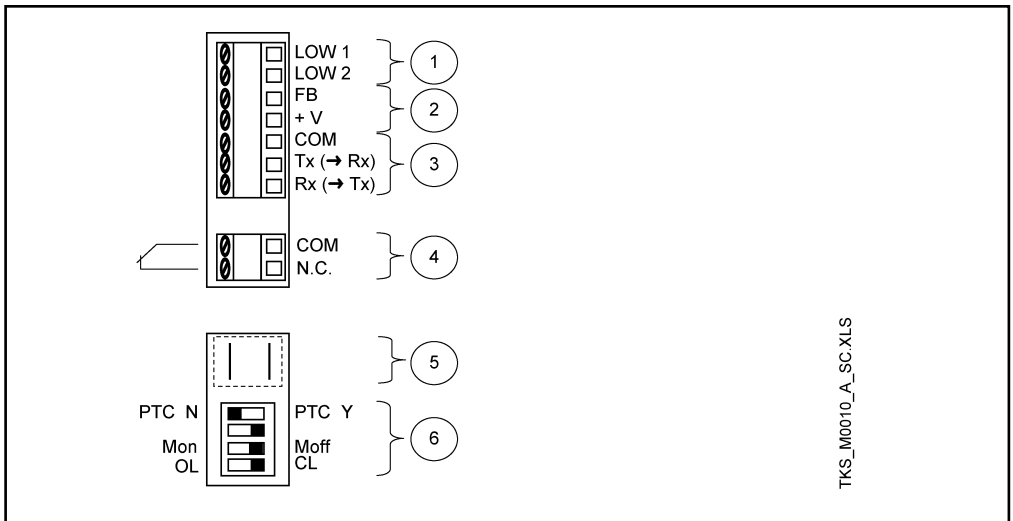 LOW 1
LOW 2
1
FB
+ V
2
COM
Tx (➔ Rx)
Rx (➔ Tx)
3
COM
N.C.
4
5
PTC N
PTC Y
Mon
Moff
OL
CL
6
TKS_M0010_A_SC.XLS